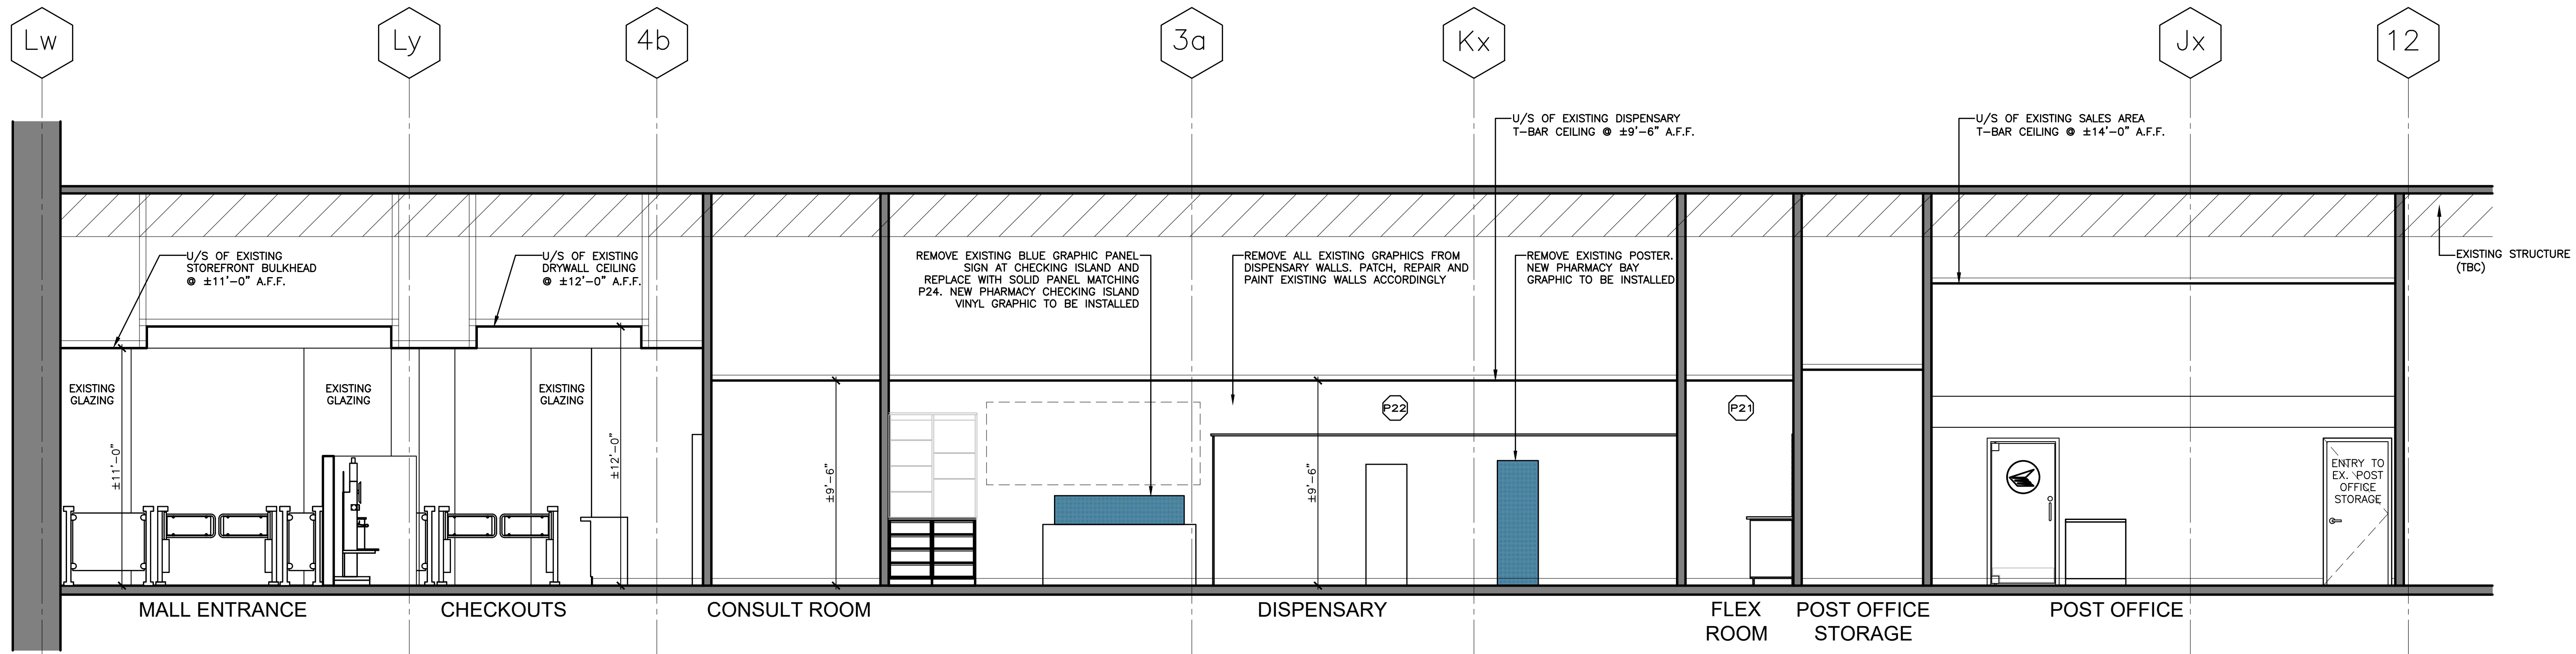 Lw
Ly
4b
3a
Kx
Jx
12
U/S OF EXISTING DISPENSARY
T-BAR CEILING @ ±9'-6" A.F.F.
U/S OF EXISTING SALES AREA
T-BAR CEILING @ ±14'-0" A.F.F.
U/S OF EXISTING
STOREFRONT BULKHEAD
@ ±11'-0" A.F.F.
U/S OF EXISTING
DRYWALL CEILING
@ ±12'-0" A.F.F.
REMOVE EXISTING BLUE GRAPHIC PANEL
SIGN AT CHECKING ISLAND AND
REPLACE WITH SOLID PANEL MATCHING
P24. NEW PHARMACY CHECKING ISLAND
VINYL GRAPHIC TO BE INSTALLED
REMOVE ALL EXISTING GRAPHICS FROM
DISPENSARY WALLS. PATCH, REPAIR AND
PAINT EXISTING WALLS ACCORDINGLY
REMOVE EXISTING POSTER.
NEW PHARMACY BAY
GRAPHIC TO BE INSTALLED
EXISTING STRUCTURE
(TBC)
EXISTING
GLAZING
EXISTING
GLAZING
EXISTING
GLAZING
±11'-0"
±12'-0"
±9'-6"
±9'-6"
P22
P21
ENTRY TO
EX. POST
OFFICE
STORAGE
MALL ENTRANCE
CHECKOUTS
CONSULT ROOM
DISPENSARY
FLEX
ROOM
POST OFFICE
STORAGE
POST OFFICE